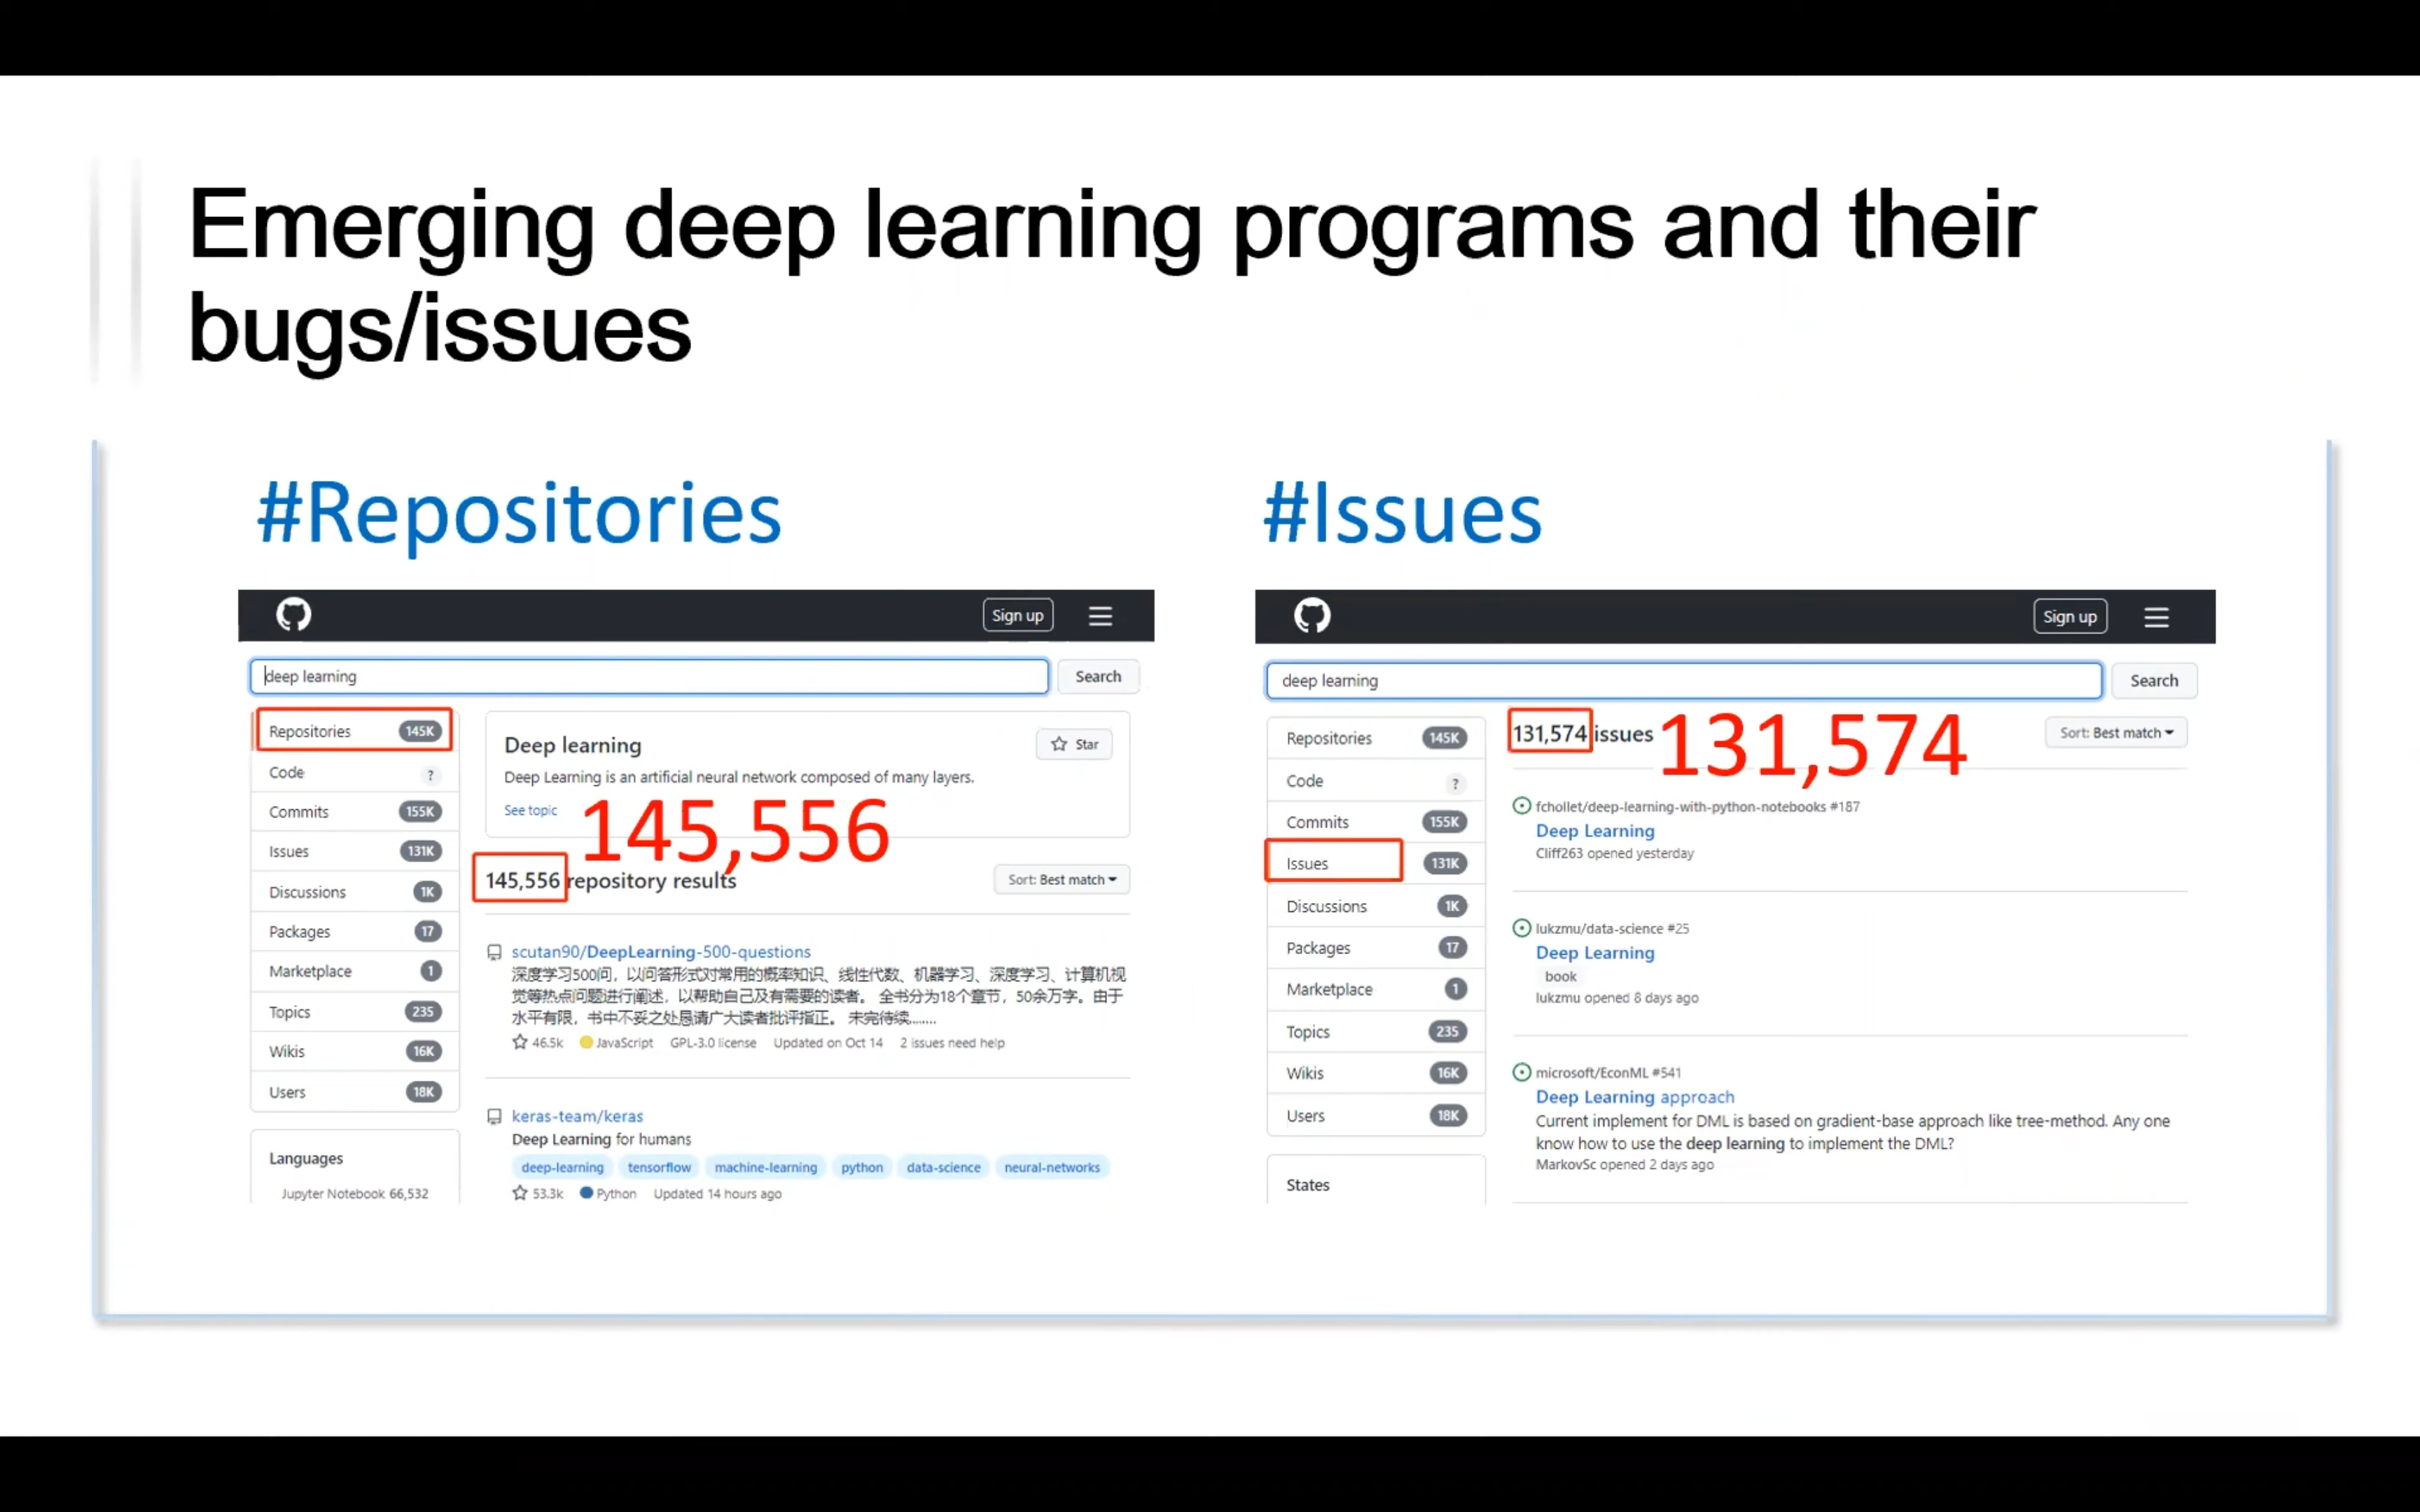 Emerging deep learning programs and their
bugs/issues
#Repositories
Sign up
deep learning
Search
Repositories 145K
Code ?
Commits 155K
Issues 131K
Discussions 1K
Packages 17
Marketplace 1
Topics 235
Wikis 16K
Users 18K
Languages
Jupyter Notebook 66,532
Deep learning
Star
Deep Learning is an artificial neural network composed of many layers.
See topic
145,556
145,556 repository results
Sort: Best match
scutan90/DeepLearning-500-questions
深度学习500问，以问答形式对常用的概率知识、线性代数、机器学习、深度学习、计算机视
觉等热点问题进行阐述，以帮助自己及有需要的读者。 全书分为18个章节，50余万字。由于
水平有限，书中不妥之处恳请广大读者批评指正。 未完待续.......
46.5k JavaScript GPL-3.0 license Updated on Oct 14 2 issues need help
keras-team/keras
Deep Learning for humans
deep-learning tensorflow machine-learning python data-science neural-networks
53.3k Python Updated 14 hours ago
#Issues
Sign up
deep learning
Search
Repositories 145K
Code ?
Commits 155K
Issues 131K
Discussions 1K
Packages 17
Marketplace 1
Topics 235
Wikis 16K
Users 18K
States
131,574 issues
131,574
Sort: Best match
fchollet/deep-learning-with-python-notebooks #187
Deep Learning
Cliff263 opened yesterday
lukzmu/data-science #25
Deep Learning
book
lukzmu opened 8 days ago
microsoft/EconML #541
Deep Learning approach
Current implement for DML is based on gradient-base approach like tree-method. Any one
know how to use the deep learning to implement the DML?
MarkovSc opened 2 days ago